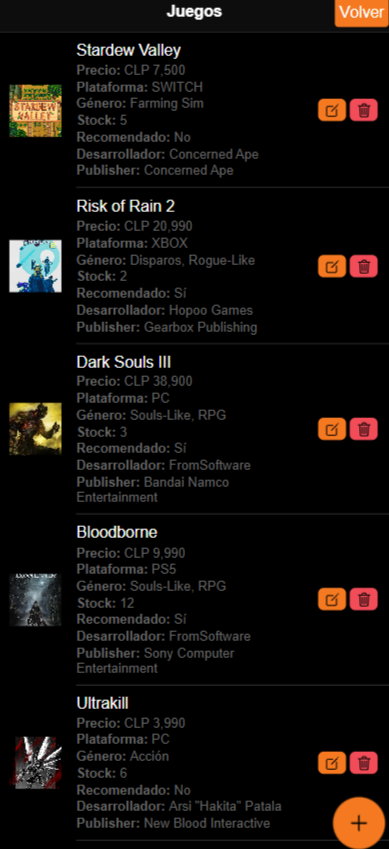 Juegos
Volver
Stardew Valley
Precio: CLP 7,500
Plataforma: SWITCH
Género: Farming Sim
Stock: 5
Recomendado: No
Desarrollador: Concerned Ape
Publisher: Concerned Ape
STARDEW
VALLEY
Risk of Rain 2
Precio: CLP 20,990
Plataforma: XBOX
Género: Disparos, Rogue-Like
Stock: 2
Recomendado: Sí
Desarrollador: Hopoo Games
Publisher: Gearbox Publishing
Dark Souls III
Precio: CLP 38,900
Plataforma: PC
Género: Souls-Like, RPG
Stock: 3
Recomendado: Sí
Desarrollador: FromSoftware
Publisher: Bandai Namco
Entertainment
Bloodborne
Precio: CLP 9,990
Plataforma: PS5
Género: Souls-Like, RPG
Stock: 12
Recomendado: Sí
Desarrollador: FromSoftware
Publisher: Sony Computer
Entertainment
Ultrakill
Precio: CLP 3,990
Plataforma: PC
Género: Acción
Stock: 6
Recomendado: No
Desarrollador: Arsi "Hakita" Patala
Publisher: New Blood Interactive
+